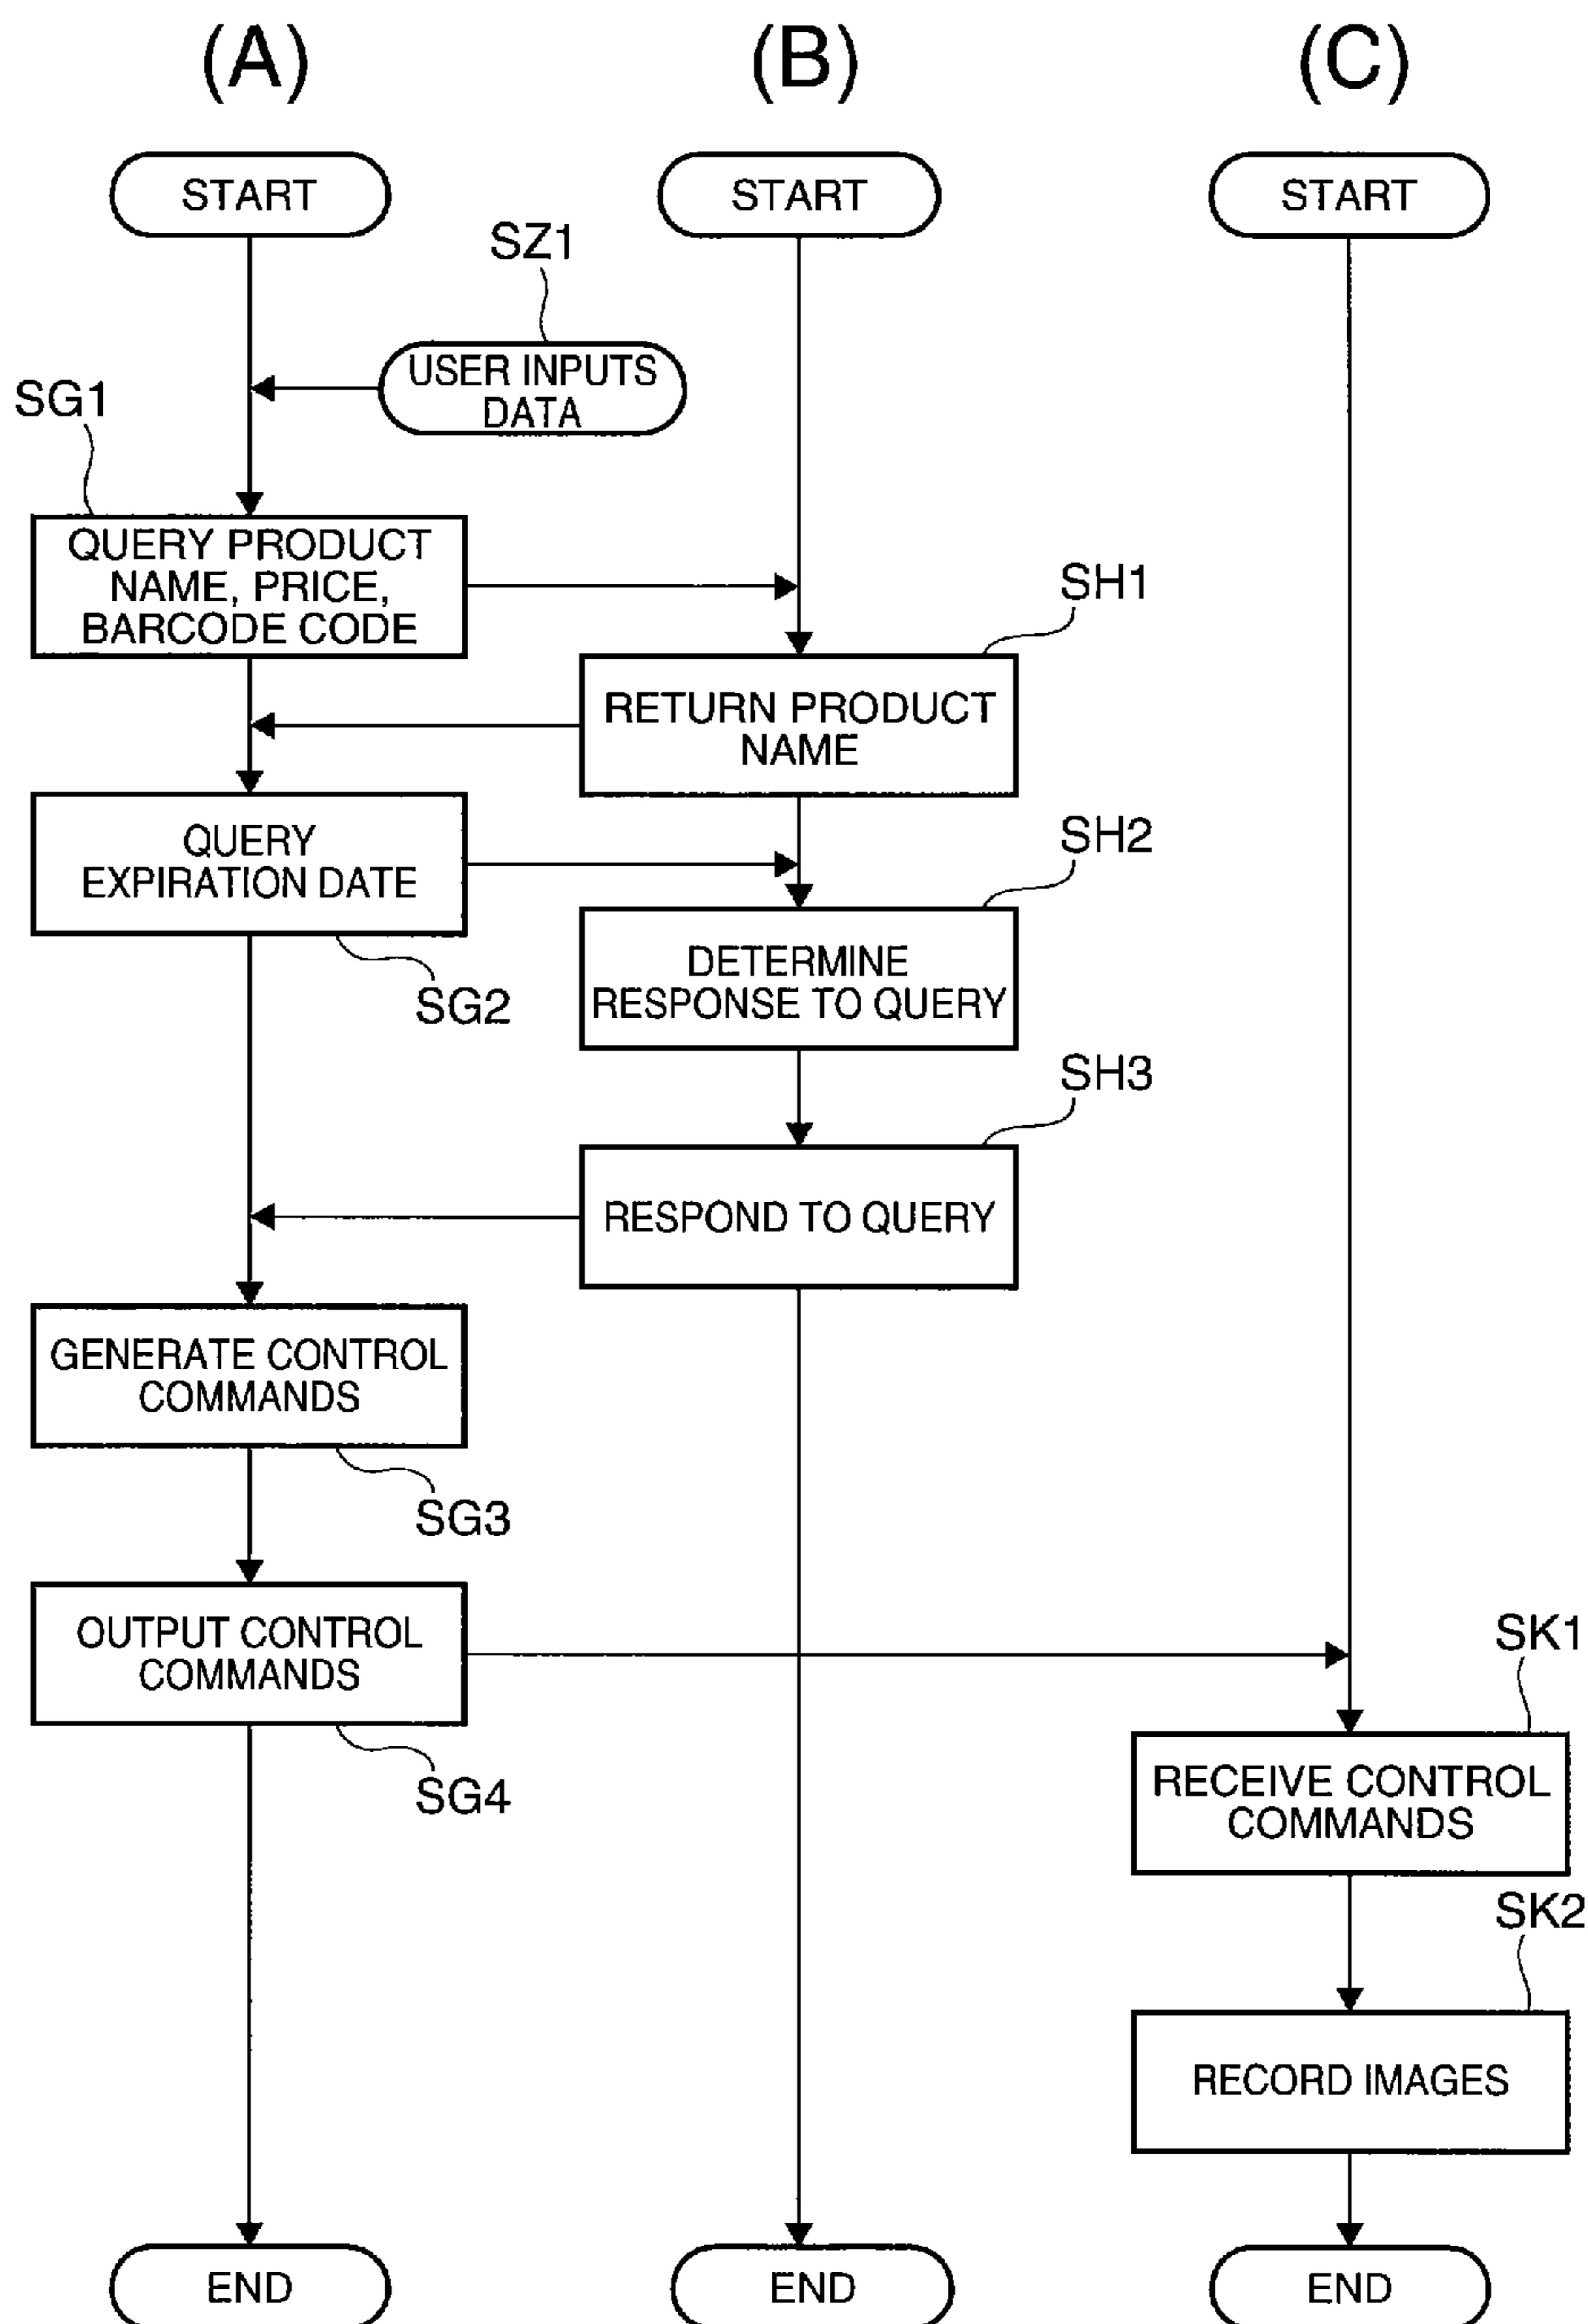 (A)
(B)
(C)
START
START
START
SZ1
USER INPUTS
DATA
SG1
QUERY PRODUCT
NAME, PRICE,
BARCODE CODE
SH1
RETURN PRODUCT
NAME
QUERY
EXPIRATION DATE
SG2
SH2
DETERMINE
RESPONSE TO QUERY
SH3
RESPOND TO QUERY
GENERATE CONTROL
COMMANDS
SG3
OUTPUT CONTROL
COMMANDS
SG4
SK1
RECEIVE CONTROL
COMMANDS
SK2
RECORD IMAGES
END
END
END